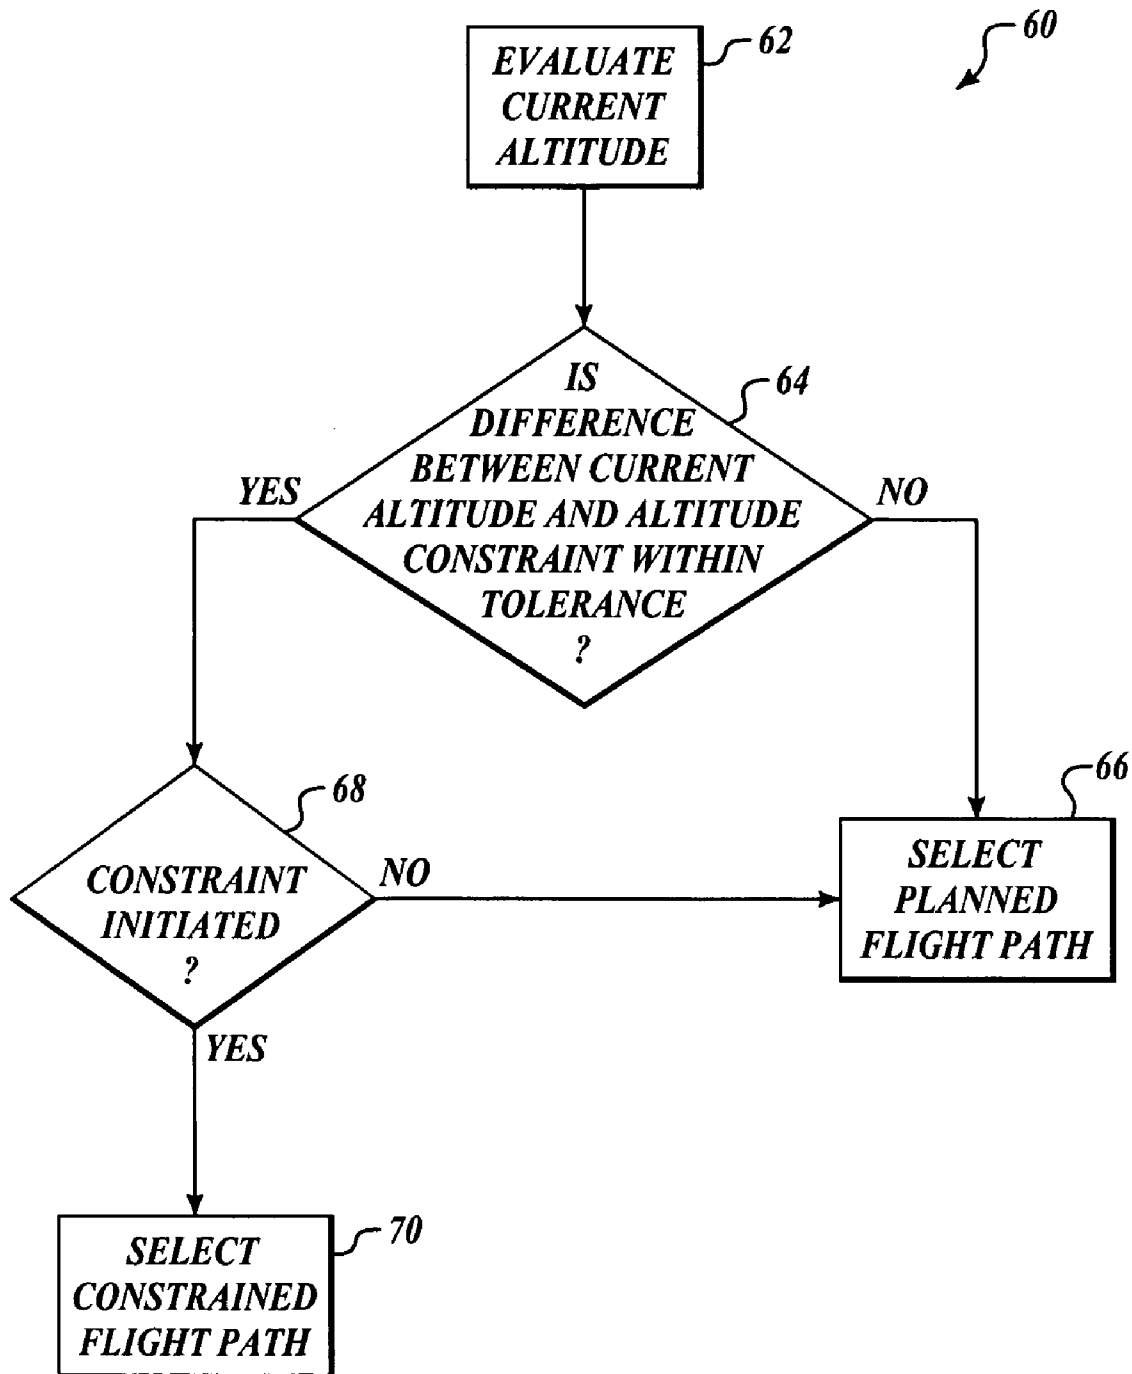 60
62
EVALUATE
CURRENT
ALTITUDE
64
IS
DIFFERENCE
BETWEEN CURRENT
ALTITUDE AND ALTITUDE
CONSTRAINT WITHIN
TOLERANCE
?
YES
NO
66
SELECT
PLANNED
FLIGHT PATH
68
CONSTRAINT
INITIATED
?
NO
YES
70
SELECT
CONSTRAINED
FLIGHT PATH